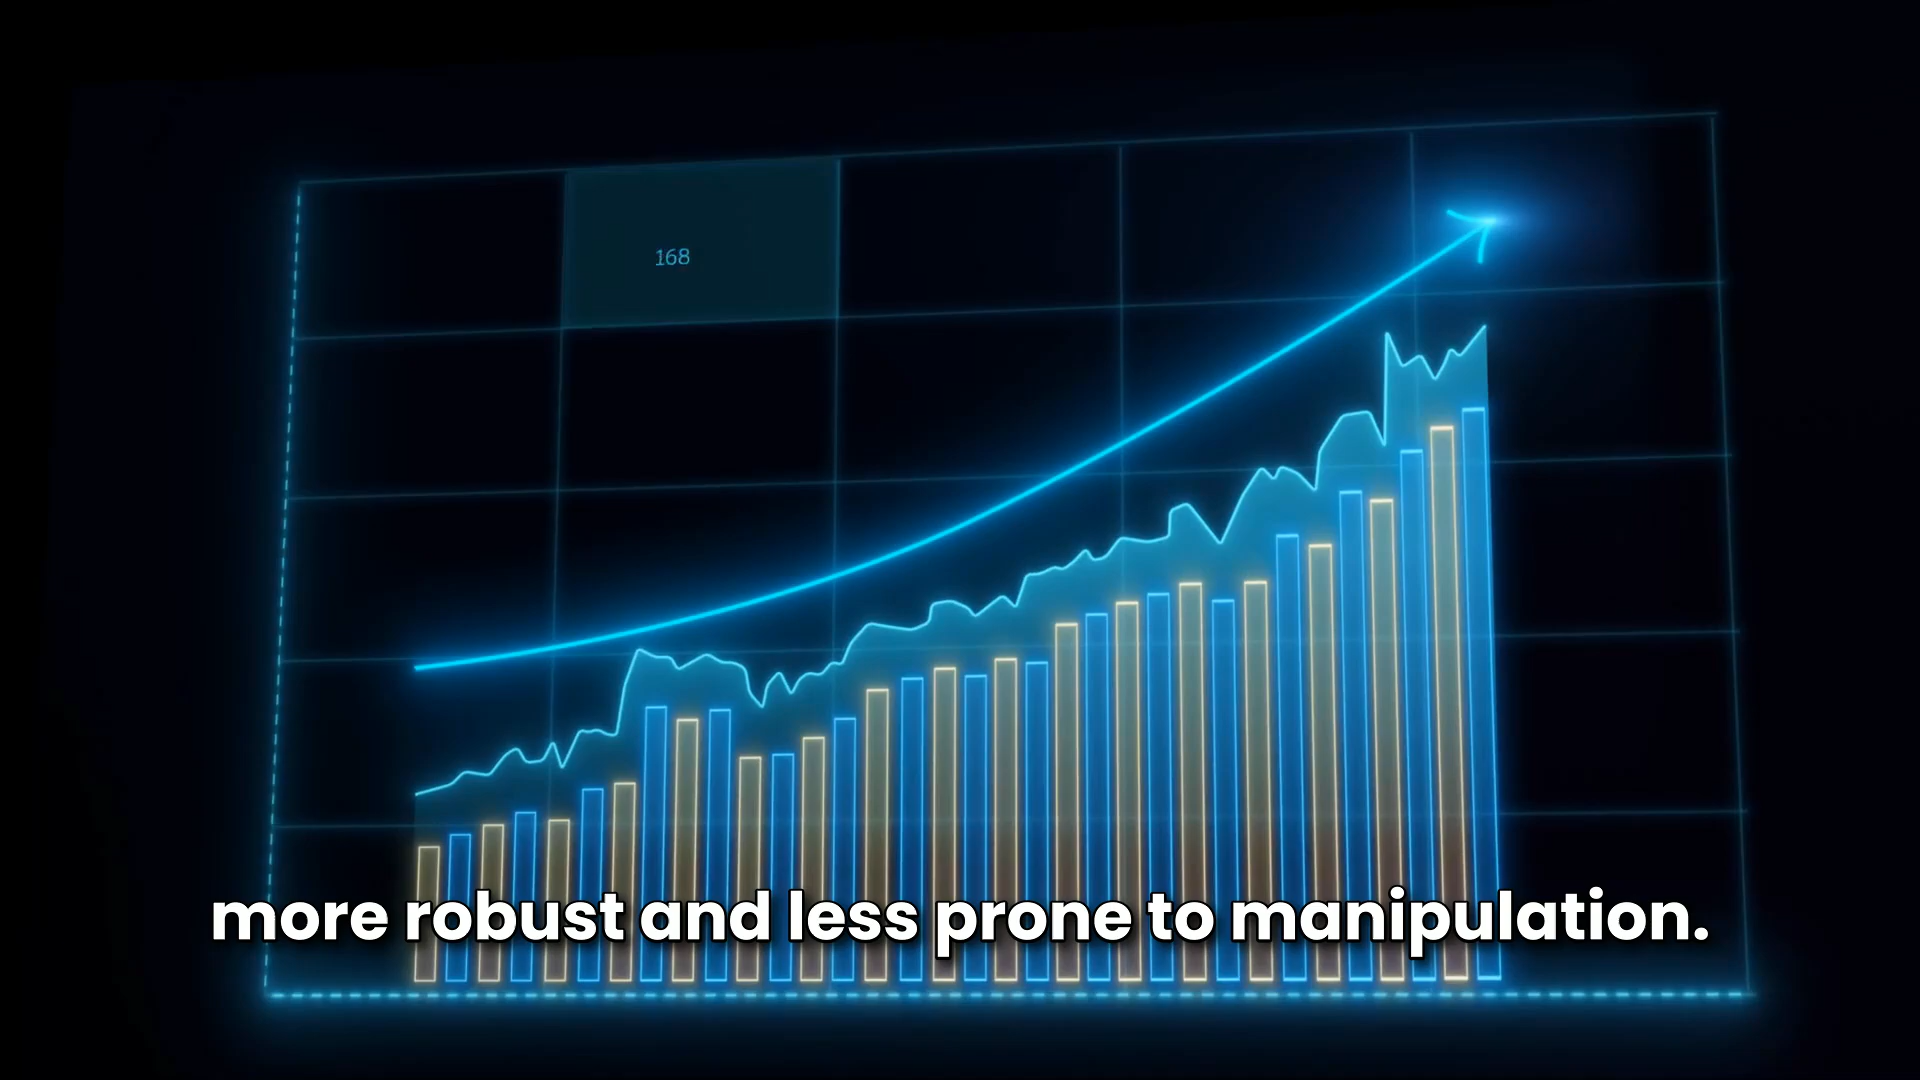 168
more robust and less prone to manipulation.